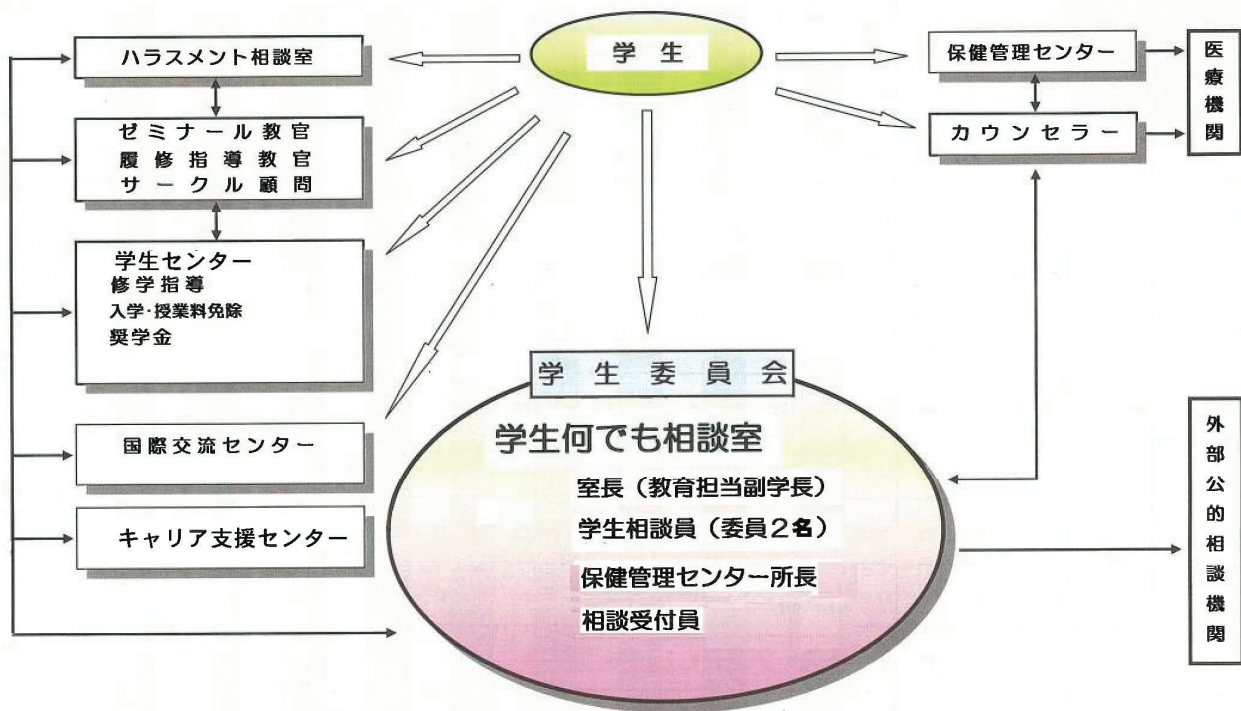 学生
ハラスメント相談室
ゼミナール教官
履修指導教官
サークル顧問
学生センター
修学指導
入学・授業料免除
奨学金
国際交流センター
キャリア支援センター
保健管理センター
カウンセラー
医療機関
学生委員会
学生何でも相談室
室長（教育担当副学長）
学生相談員（委員２名）
保健管理センター所長
相談受付員
外部公的相談機関